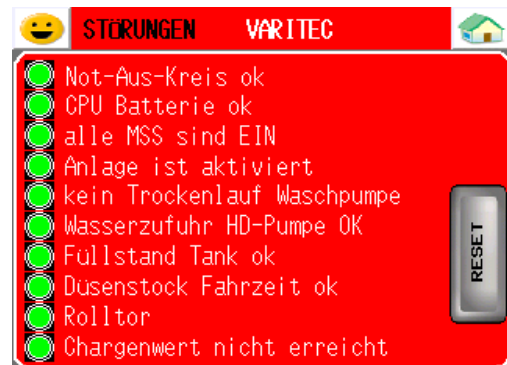 STÖRUNGEN VARITEC
Not-Aus-Kreis ok
CPU Batterie ok
alle MSS sind EIN
Anlage ist aktiviert
kein Trockenlauf Waschpumpe
Wasserzufuhr HD-Pumpe OK
Füllstand Tank ok
Düsenstock Fahrzeit ok
Rolltor
Chargenwert nicht erreicht
RESET